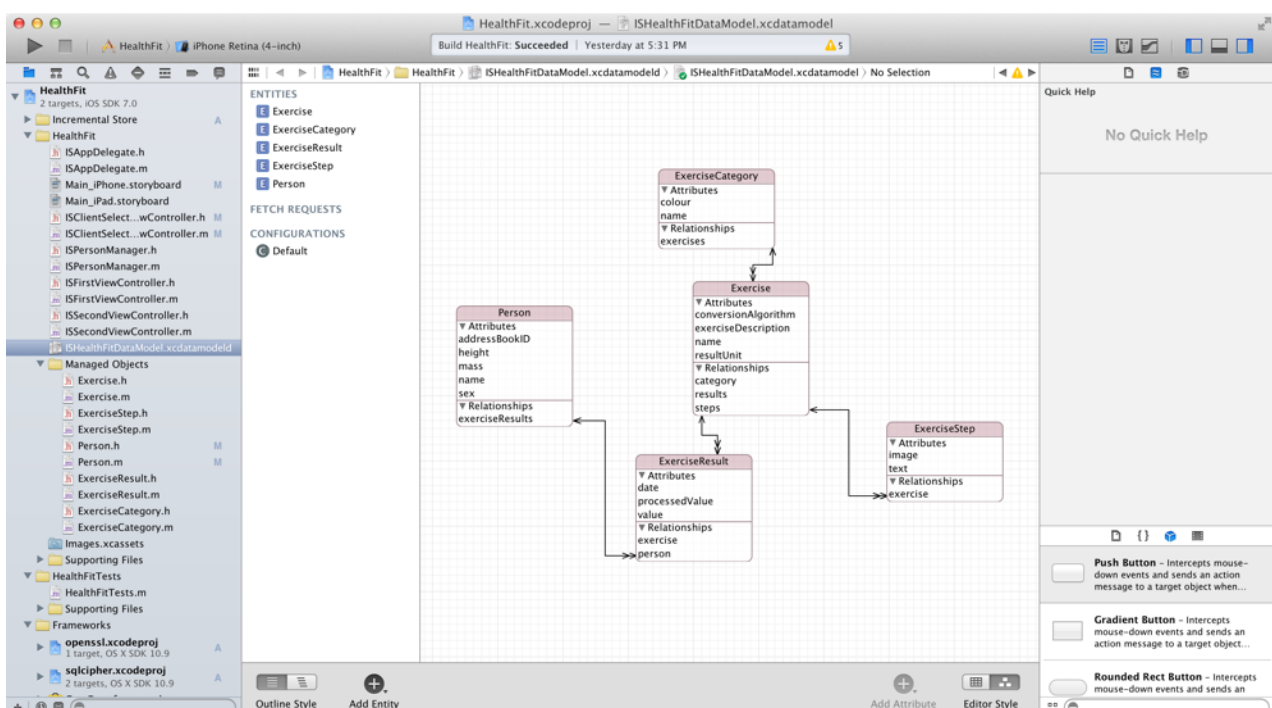 HealthFit.xcodeproj — ISHealthFitDataModel.xcdatamodel
HealthFit 〉 iPhone Retina (4-inch)
Build HealthFit: Succeeded | Yesterday at 5:31 PM
5
HealthFit 〉 HealthFit 〉 ISHealthFitDataModel.xcdatamodeld 〉 ISHealthFitDataModel.xcdatamodel 〉 No Selection
HealthFit
2 targets, iOS SDK 7.0
Incremental Store A
HealthFit
ISAppDelegate.h
ISAppDelegate.m
Main_iPhone.storyboard M
Main_iPad.storyboard
ISClientSelect...wController.h M
ISClientSelect...wController.m M
ISPersonManager.h
ISPersonManager.m
ISFirstViewController.h
ISFirstViewController.m
ISSecondViewController.h
ISSecondViewController.m
ISHealthFitDataModel.xcdatamodeld
Managed Objects
Exercise.h
Exercise.m
ExerciseStep.h
ExerciseStep.m
Person.h M
Person.m M
ExerciseResult.h
ExerciseResult.m
ExerciseCategory.h
ExerciseCategory.m
Images.xcassets
Supporting Files
HealthFitTests
HealthFitTests.m
Supporting Files
Frameworks
openssl.xcodeproj A
1 target, OS X SDK 10.9
sqlcipher.xcodeproj A
2 targets, OS X SDK 10.9
ENTITIES
E Exercise
E ExerciseCategory
E ExerciseResult
E ExerciseStep
E Person
FETCH REQUESTS
CONFIGURATIONS
C Default
ExerciseCategory
Attributes
colour
name
Relationships
exercises
Exercise
Attributes
conversionAlgorithm
exerciseDescription
name
resultUnit
Relationships
category
results
steps
Person
Attributes
addressBookID
height
mass
name
sex
Relationships
exerciseResults
ExerciseStep
Attributes
image
text
Relationships
exercise
ExerciseResult
Attributes
date
processedValue
value
Relationships
exercise
person
Outline Style
Add Entity
Add Attribute
Editor Style
Quick Help
No Quick Help
{ }
Push Button – Intercepts mouse-
down events and sends an action
message to a target object when...
Gradient Button – Intercepts
mouse-down events and sends an
action message to a target object...
Rounded Rect Button – Intercepts
mouse-down events and sends an